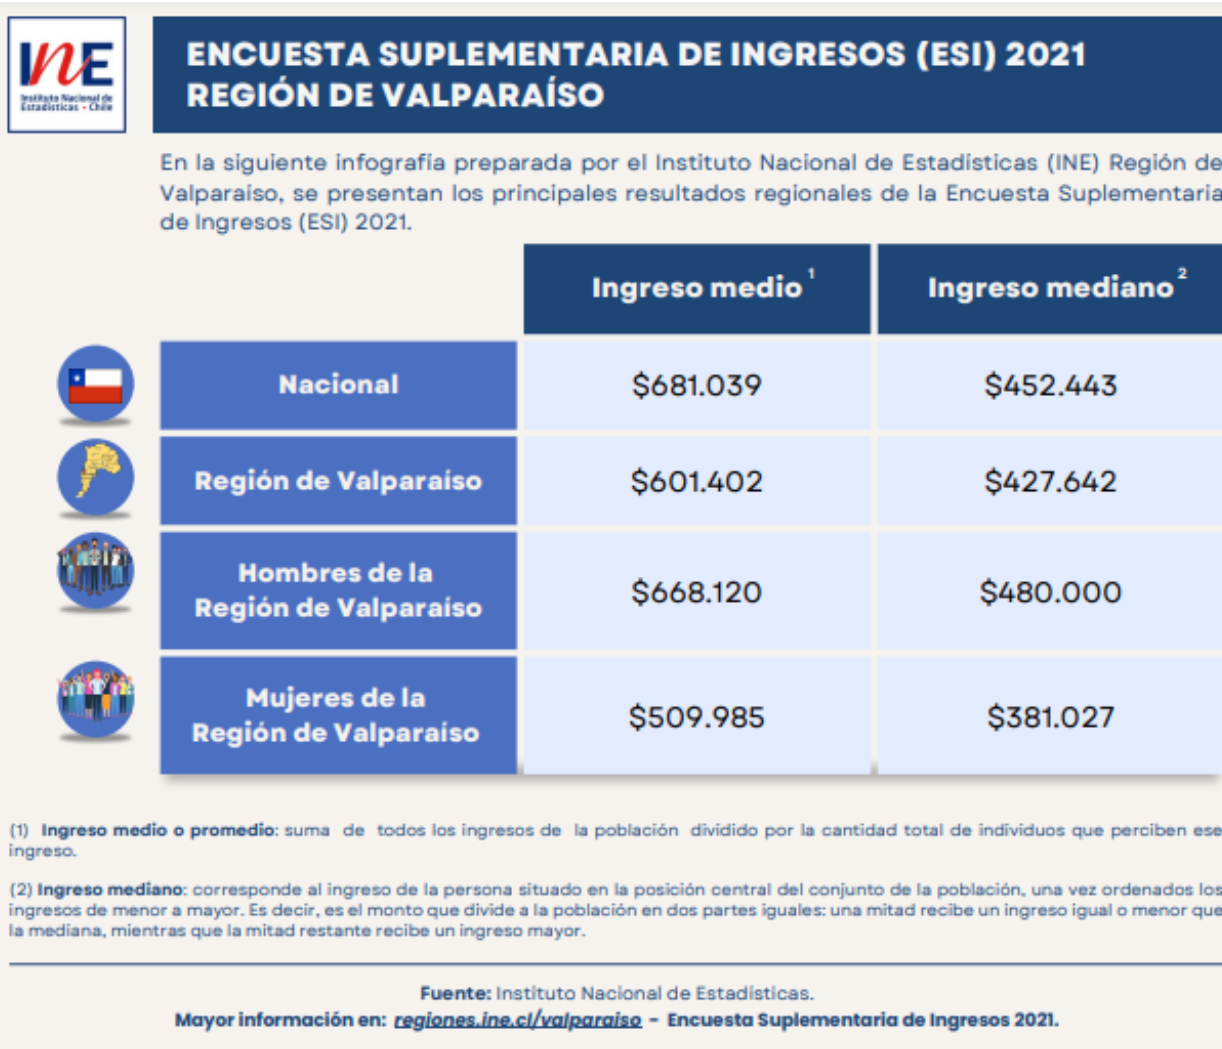 INE
Instituto Nacional de
Estadísticas - Chile
ENCUESTA SUPLEMENTARIA DE INGRESOS (ESI) 2021
REGIÓN DE VALPARAÍSO
En la siguiente infografía preparada por el Instituto Nacional de Estadísticas (INE) Región de
Valparaíso, se presentan los principales resultados regionales de la Encuesta Suplementaria
de Ingresos (ESI) 2021.
Ingreso medio 1
Ingreso mediano 2
Nacional
$681.039
$452.443
Región de Valparaíso
$601.402
$427.642
Hombres de la
Región de Valparaíso
$668.120
$480.000
Mujeres de la
Región de Valparaíso
$509.985
$381.027
(1) Ingreso medio o promedio: suma de todos los ingresos de la población dividido por la cantidad total de individuos que perciben ese
ingreso.
(2) Ingreso mediano: corresponde al ingreso de la persona situado en la posición central del conjunto de la población, una vez ordenados los
ingresos de menor a mayor. Es decir, es el monto que divide a la población en dos partes iguales: una mitad recibe un ingreso igual o menor que
la mediana, mientras que la mitad restante recibe un ingreso mayor.
Fuente: Instituto Nacional de Estadísticas.
Mayor información en: regiones.ine.cl/valparaiso - Encuesta Suplementaria de Ingresos 2021.